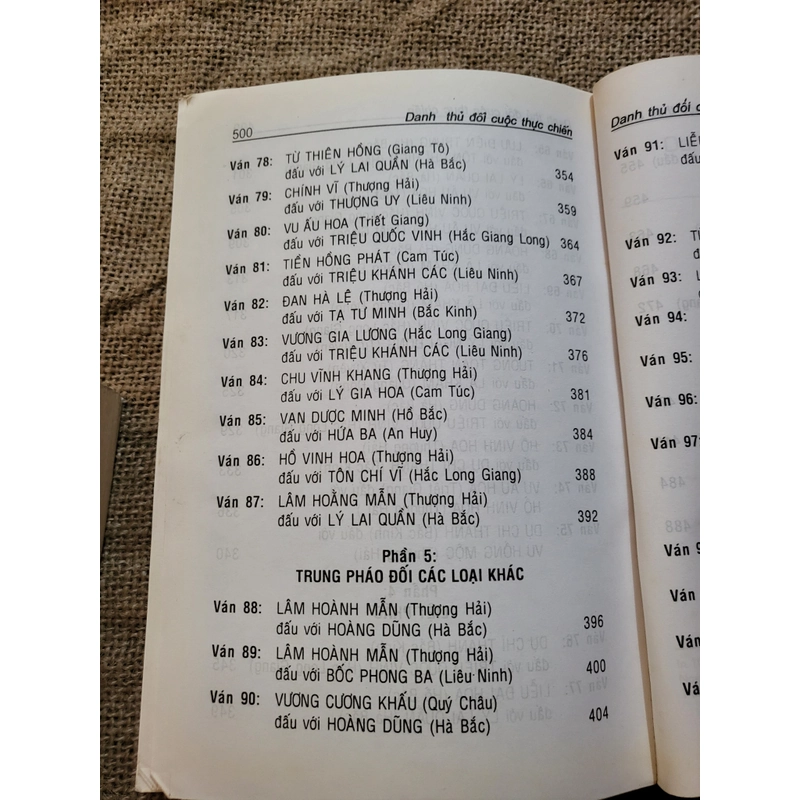 500
Danh thủ đối cuộc thực chiến
Ván 78: TỪ THIÊN HỒNG (Giang Tô)
đấu với LÝ LAI QUẦN (Hà Bắc) 354
Ván 79: CHÍNH VĨ (Thượng Hải)
đấu với THƯỢNG UY (Liêu Ninh) 359
Ván 80: VU ẤU HOA (Triết Giang)
đấu với TRIỆU QUỐC VINH (Hắc Giang Long) 364
Ván 81: TIỀN HỒNG PHÁT (Cam Túc)
đấu với TRIỆU KHÁNH CÁC (Liêu Ninh) 367
Ván 82: ĐAN HÀ LỆ (Thượng Hải)
đấu với TẠ TƯ MINH (Bắc Kinh) 372
Ván 83: VƯƠNG GIA LƯƠNG (Hắc Long Giang)
đấu với TRIỆU KHÁNH CÁC (Liêu Ninh) 376
Ván 84: CHU VĨNH KHANG (Thượng Hải)
đấu với LÝ GIA HOA (Cam Túc) 381
Ván 85: VẠN DƯỢC MINH (Hồ Bắc)
đấu với HỨA BA (An Huy) 384
Ván 86: HỒ VINH HOA (Thượng Hải)
đấu với TÔN CHÍ VĨ (Hắc Long Giang) 388
Ván 87: LÂM HOẰNG MẪN (Thượng Hải)
đấu với LÝ LAI QUẦN (Hà Bắc) 392
Phần 5:
TRUNG PHÁO ĐỐI CÁC LOẠI KHÁC
Ván 88: LÂM HOÀNH MẪN (Thượng Hải)
đấu với HOÀNG DŨNG (Hà Bắc) 396
Ván 89: LÂM HOÀNH MẪN (Thượng Hải)
đấu với BỐC PHONG BA (Liêu Ninh) 400
Ván 90: VƯƠNG CƯƠNG KHẤU (Quý Châu)
đấu với HOÀNG DŨNG (Hà Bắc) 404
Danh thủ đối
Ván 91:
đấu
Ván 92:
Ván 93:
Ván 94:
Ván 95:
Ván 96:
Ván 97
Ván
Ván
Ván
Vá